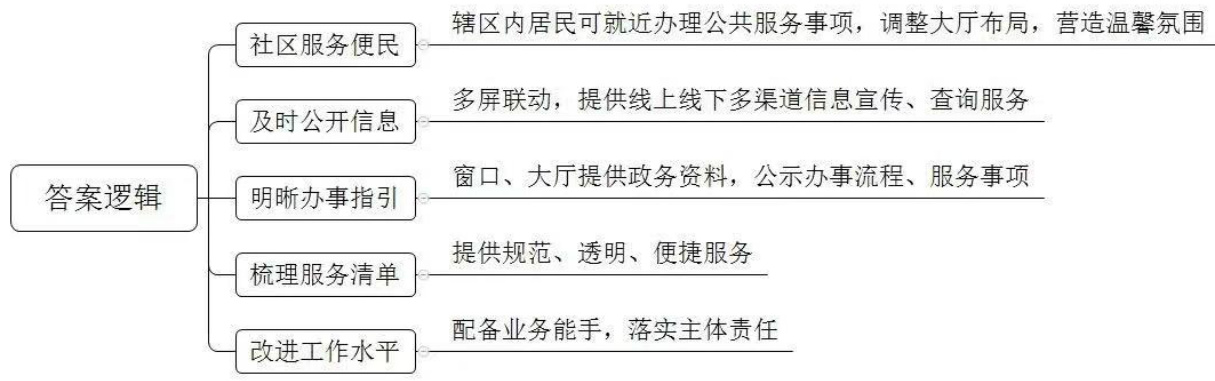 答案逻辑
社区服务便民
辖区内居民可就近办理公共服务事项，调整大厅布局，营造温馨氛围
及时公开信息
多屏联动，提供线上线下多渠道信息宣传、查询服务
明晰办事指引
窗口、大厅提供政务资料，公示办事流程、服务事项
梳理服务清单
提供规范、透明、便捷服务
改进工作水平
配备业务能手，落实主体责任